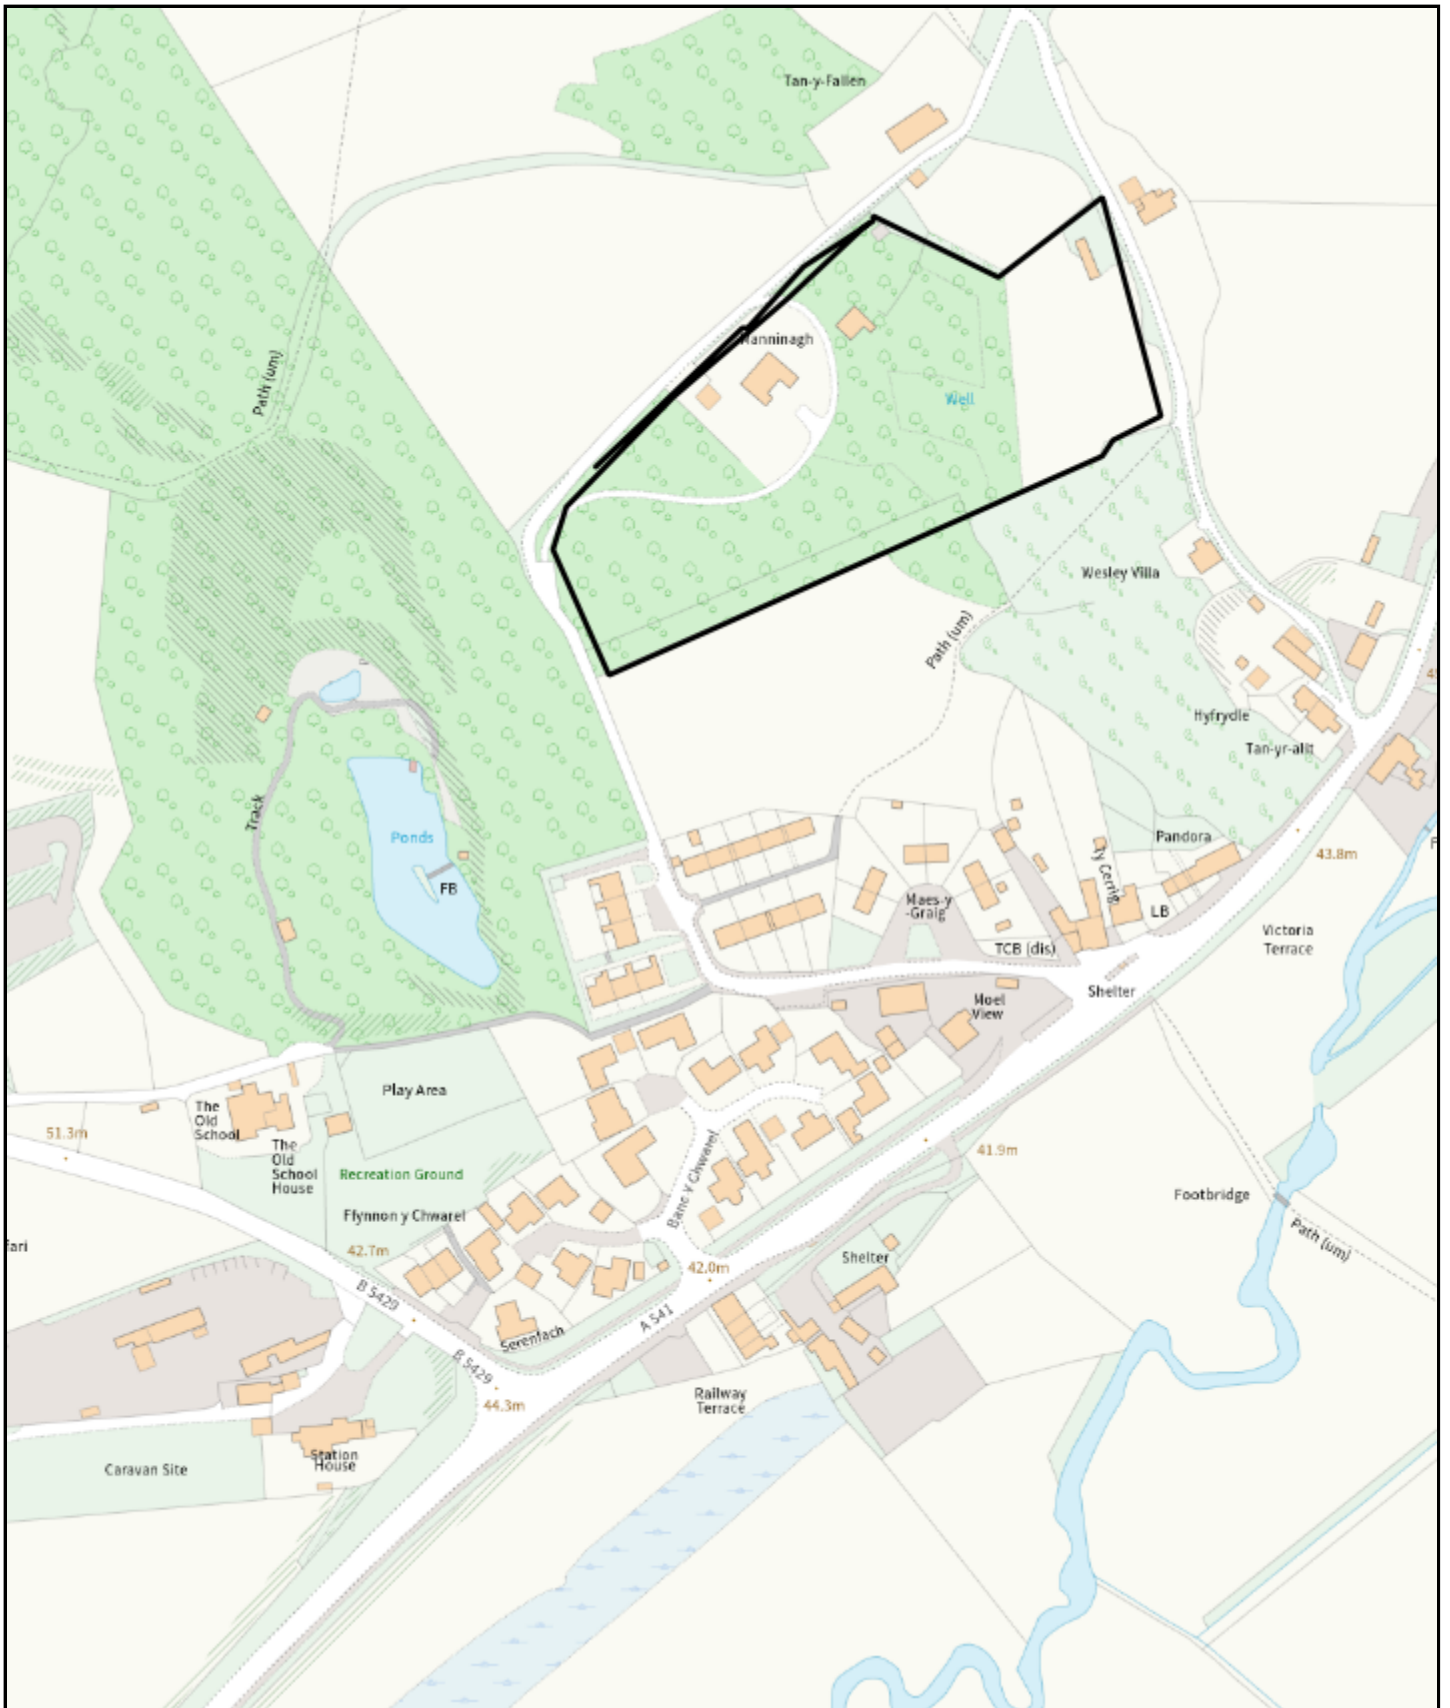 Tan-y-Fallen
Manninagh
Path (um)
Well
Wesley Villa
Path (um)
Hyfrydle
Tan-yr-allt
Track
Ponds
FB
Pandora
43.8m
Ty Cerrig
Maes-y
-Graig
LB
TCB (dis)
Victoria
Terrace
Shelter
Moel
View
Play Area
The
Old
School
51.3m
The
Old
School
House
Recreation Ground
41.9m
Banc Y Chwarel
Footbridge
Ffynnon y Chwarel
Path (um)
42.7m
Shelter
42.0m
B 5429
A 541
Serenfach
B 5429
Railway
Terrace
44.3m
Station
House
Caravan Site